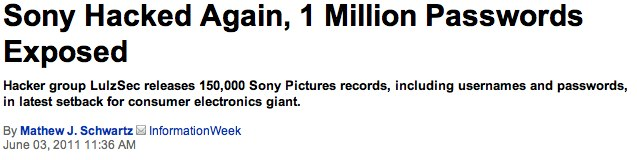 Sony Hacked Again, 1 Million Passwords
Exposed
Hacker group LulzSec releases 150,000 Sony Pictures records, including usernames and passwords,
in latest setback for consumer electronics giant.
By Mathew J. Schwartz InformationWeek
June 03, 2011 11:36 AM